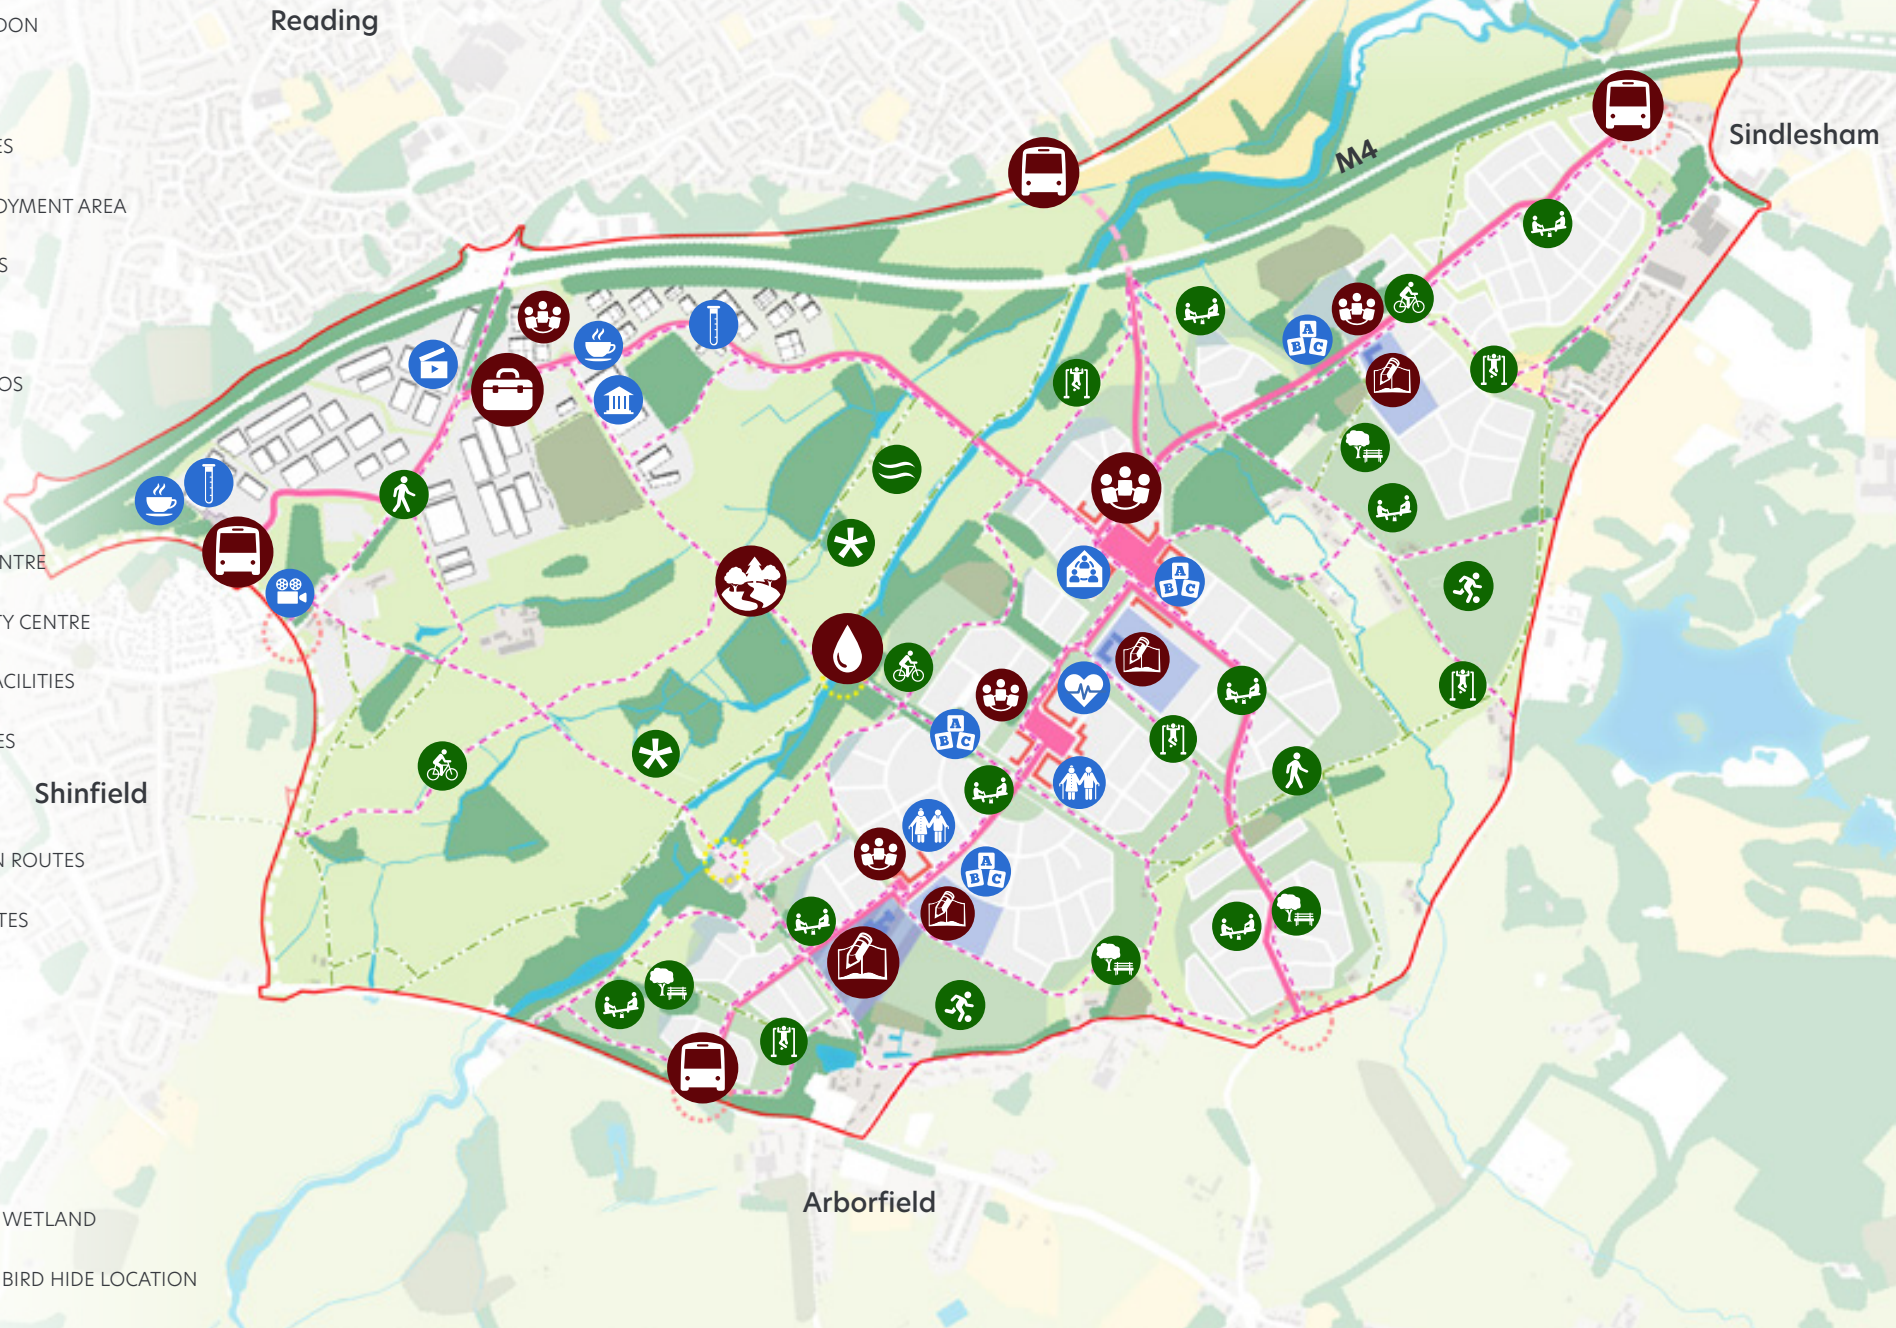 DON
Reading
ES
M4
Sindlesham
OYMENT AREA
S
OS
A
B C
A
B C
A
B C
A
B C
NTRE
TY CENTRE
ACILITIES
ES
Shinfield
N ROUTES
TES
WETLAND
Arborfield
BIRD HIDE LOCATION